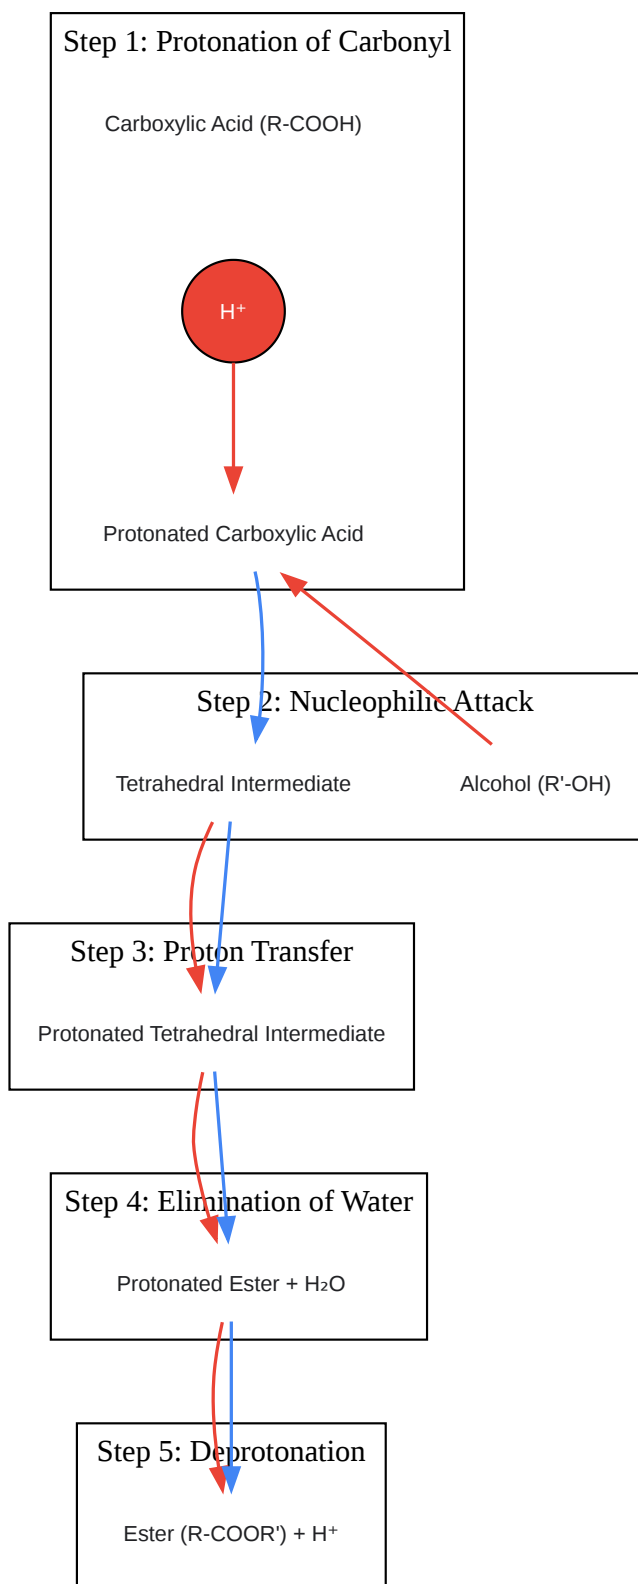 Step 1: Protonation of Carbonyl
Carboxylic Acid (R-COOH)
H⁺
Protonated Carboxylic Acid
Step 2: Nucleophilic Attack
Tetrahedral Intermediate
Alcohol (R'-OH)
Step 3: Proton Transfer
Protonated Tetrahedral Intermediate
Step 4: Elimination of Water
Protonated Ester + H₂O
Step 5: Deprotonation
Ester (R-COOR') + H⁺